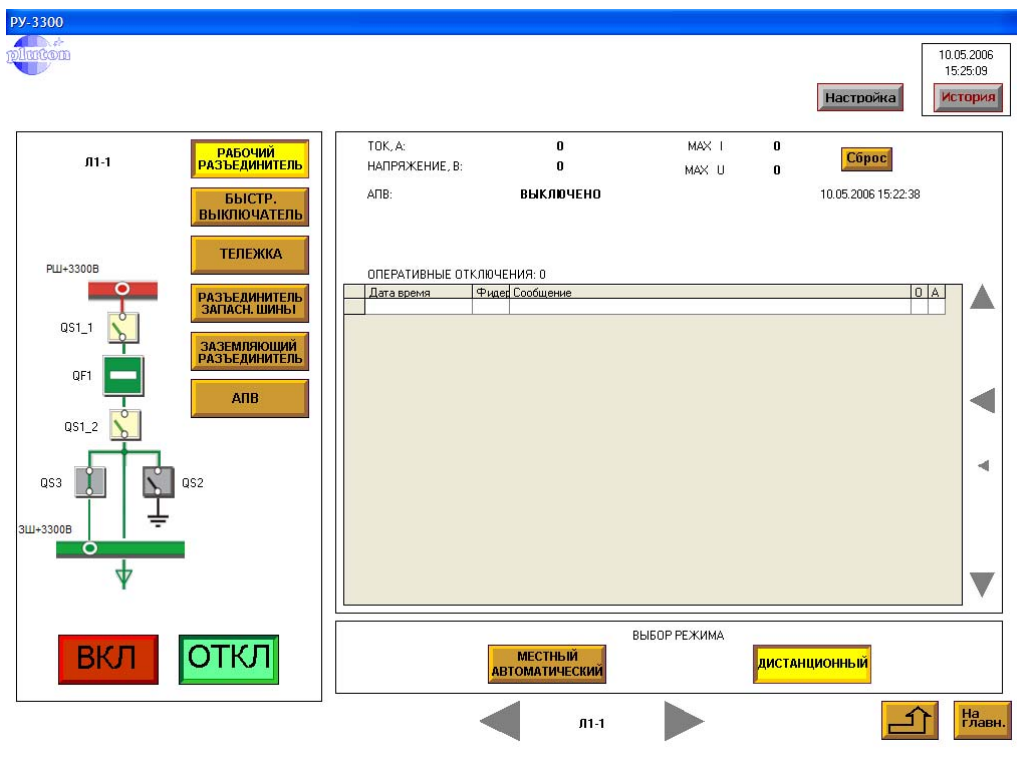 РУ-3300
pluton
10.05.2006
15:25:09
Настройка
История
Л1-1
РАБОЧИЙ
РАЗЪЕДИНИТЕЛЬ
БЫСТР.
ВЫКЛЮЧАТЕЛЬ
ТЕЛЕЖКА
РАЗЪЕДИНИТЕЛЬ
ЗАПАСН. ШИНЫ
ЗАЗЕМЛЯЮЩИЙ
РАЗЪЕДИНИТЕЛЬ
АПВ
РШ+3300В
QS1_1
QF1
QS1_2
QS3
QS2
ЗШ+3300В
ВКЛ
ОТКЛ
ТОК, А: 0 MAX I 0
НАПРЯЖЕНИЕ, В: 0 MAX U 0
Сброс
АПВ: ВЫКЛЮЧЕНО 10.05.2006 15:22:38
ОПЕРАТИВНЫЕ ОТКЛЮЧЕНИЯ: 0
Дата время Фидер Сообщение О А
ВЫБОР РЕЖИМА
МЕСТНЫЙ
АВТОМАТИЧЕСКИЙ
ДИСТАНЦИОННЫЙ
Л1-1
На
главн.